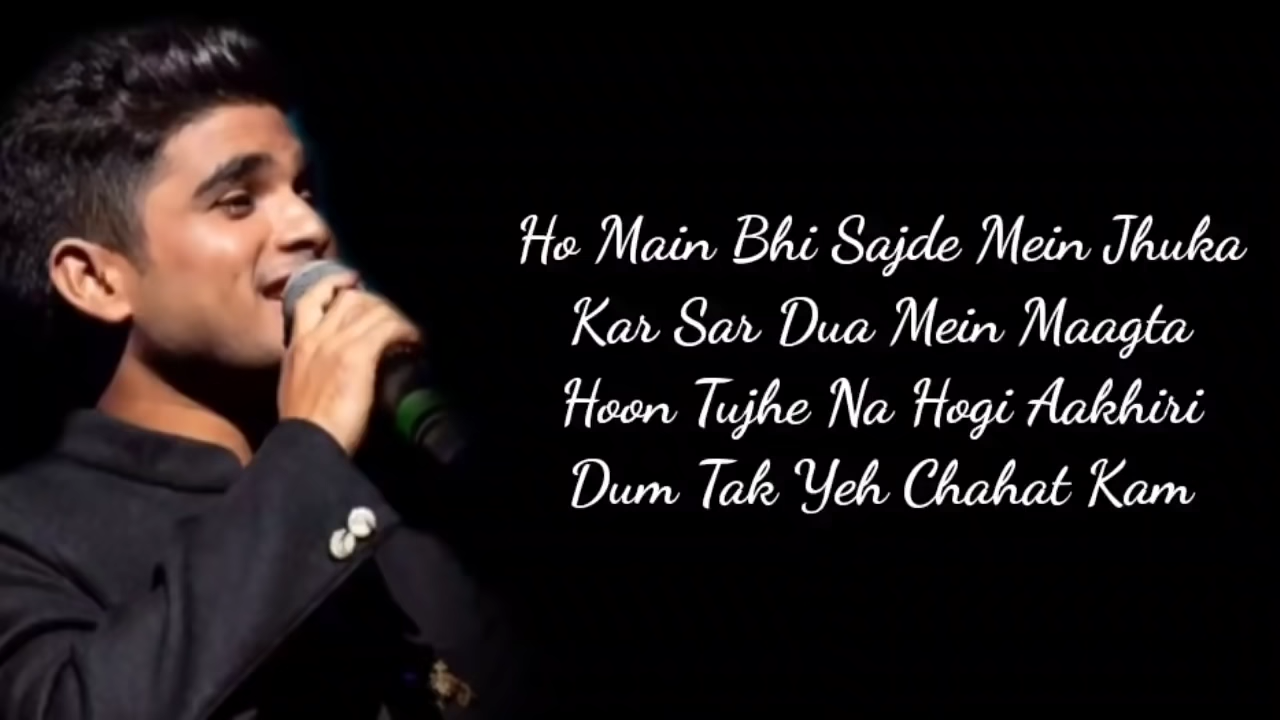 Ho Main Bhi Sajde Mein Jhuka
Kar Sar Dua Mein Maagta
Hoon Tujhe Na Hogi Aakhiri
Dum Tak Yeh Chahat Kam